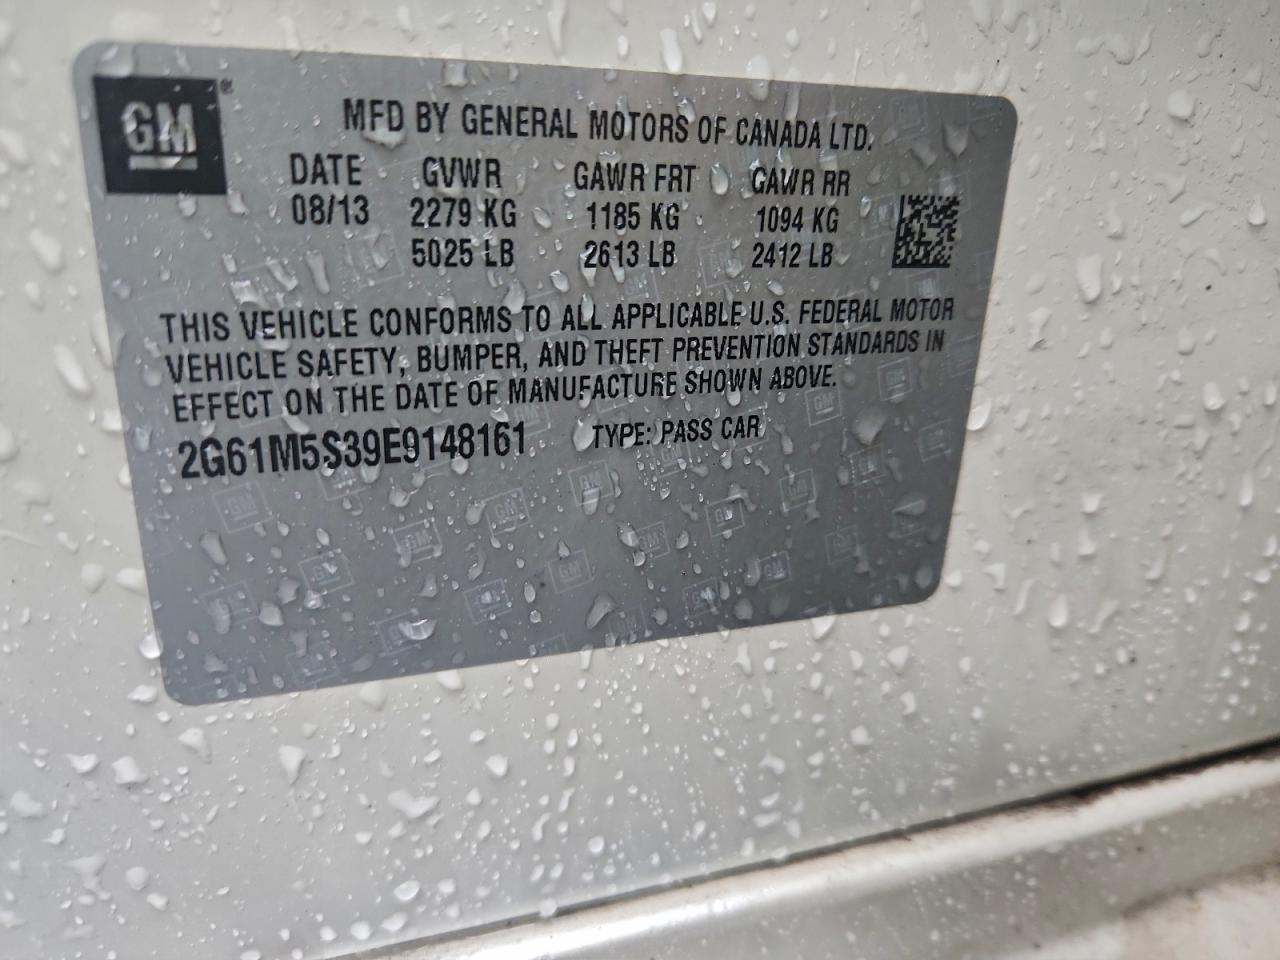 GM
MFD BY GENERAL MOTORS OF CANADA LTD.
DATE GVWR GAWR FRT GAWR RR
08/13 2279 KG 1185 KG 1094 KG
5025 LB 2613 LB 2412 LB
THIS VEHICLE CONFORMS TO ALL APPLICABLE U.S. FEDERAL MOTOR
VEHICLE SAFETY, BUMPER, AND THEFT PREVENTION STANDARDS IN
EFFECT ON THE DATE OF MANUFACTURE SHOWN ABOVE.
2G61M5S39E9148161 TYPE: PASS CAR